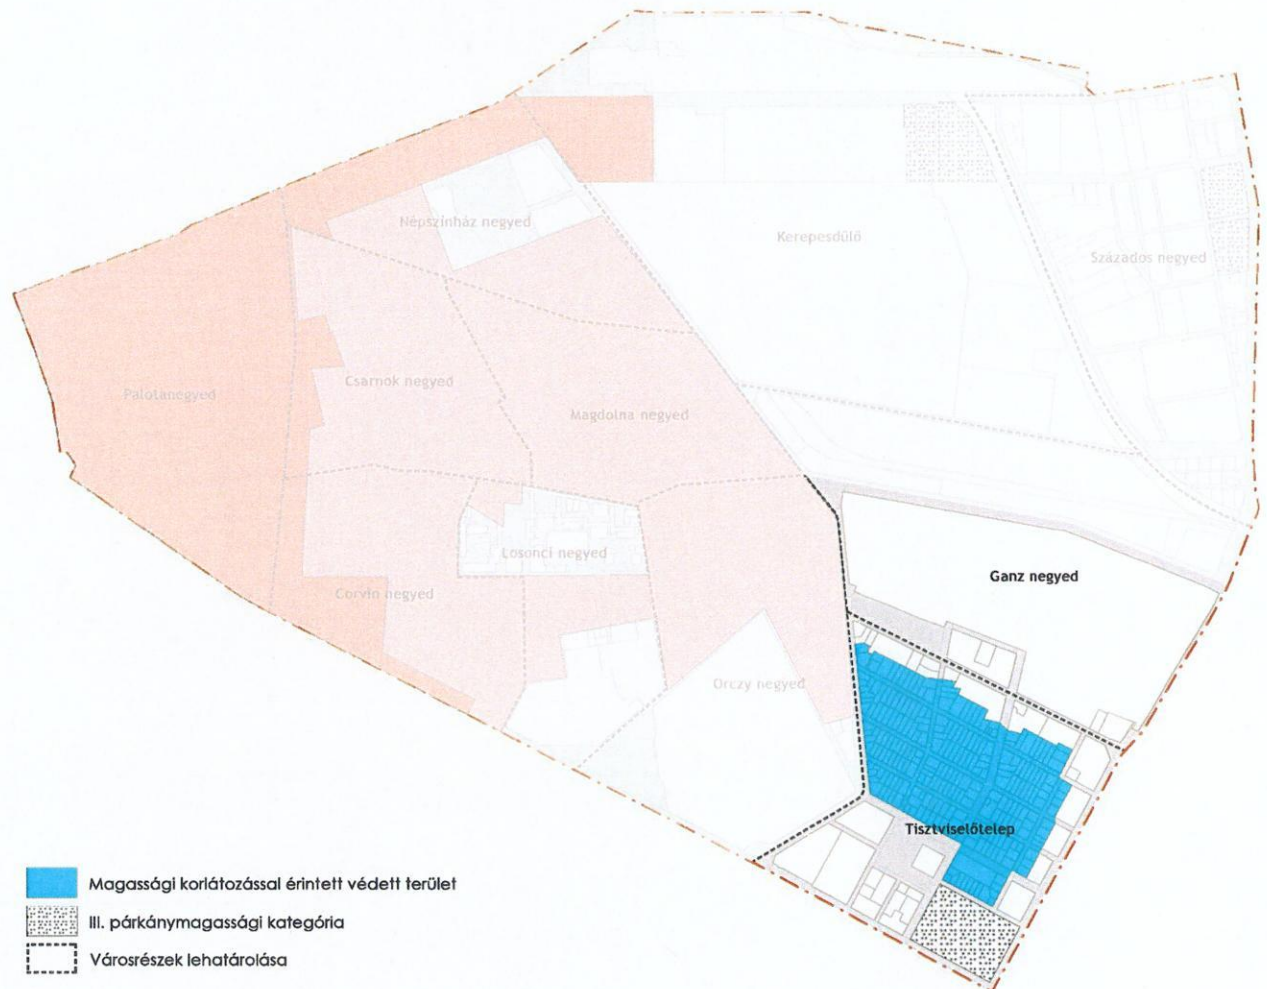 Népszínház negyed
Kerepesdűlő
Százados negyed
Palotanegyed
Csarnok negyed
Magdolna negyed
Losonci negyed
Ganz negyed
Corvin negyed
Orczy negyed
Tisztviselőtelep
Magassági korlátozással érintett védett terület
III. párkánymagassági kategória
Városrészek lehatárolása